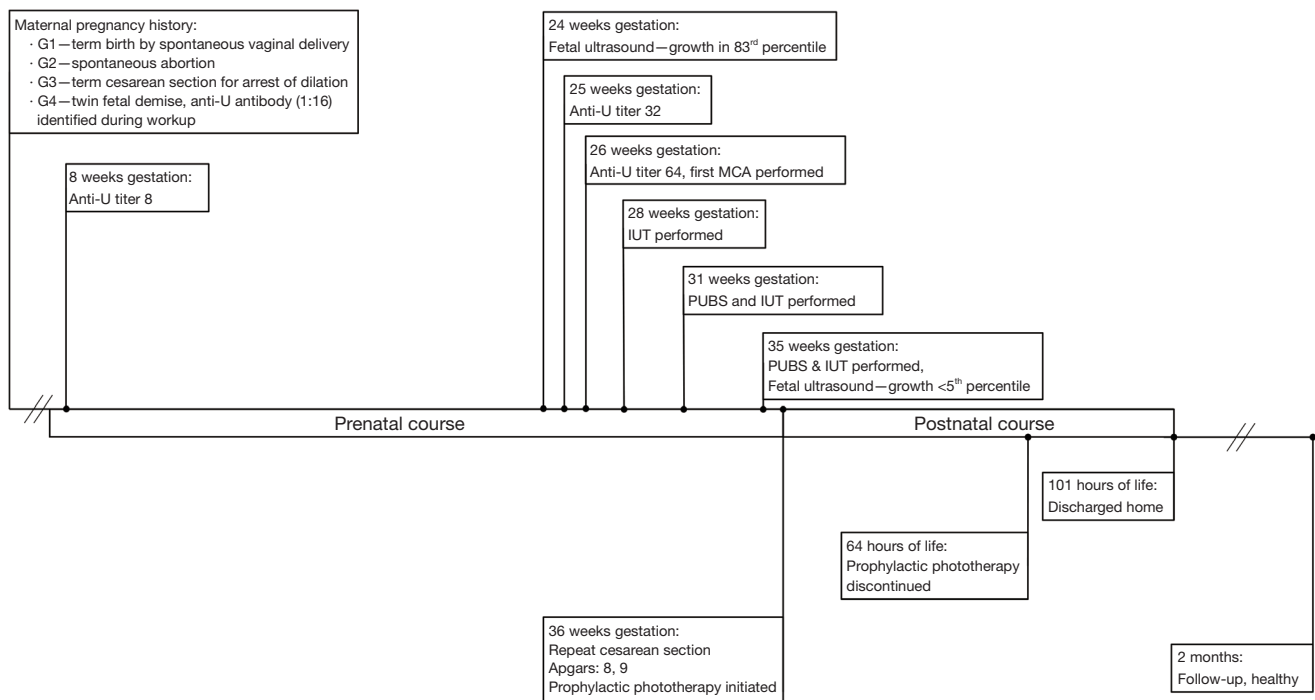 Maternal pregnancy history:
· G1—term birth by spontaneous vaginal delivery
· G2—spontaneous abortion
· G3—term cesarean section for arrest of dilation
· G4—twin fetal demise, anti-U antibody (1:16)
identified during workup
8 weeks gestation:
Anti-U titer 8
24 weeks gestation:
Fetal ultrasound—growth in 83rd percentile
25 weeks gestation:
Anti-U titer 32
26 weeks gestation:
Anti-U titer 64, first MCA performed
28 weeks gestation:
IUT performed
31 weeks gestation:
PUBS and IUT performed
35 weeks gestation:
PUBS & IUT performed,
Fetal ultrasound—growth <5th percentile
Prenatal course
Postnatal course
101 hours of life:
Discharged home
64 hours of life:
Prophylactic phototherapy
discontinued
36 weeks gestation:
Repeat cesarean section
Apgars: 8, 9
Prophylactic phototherapy initiated
2 months:
Follow-up, healthy